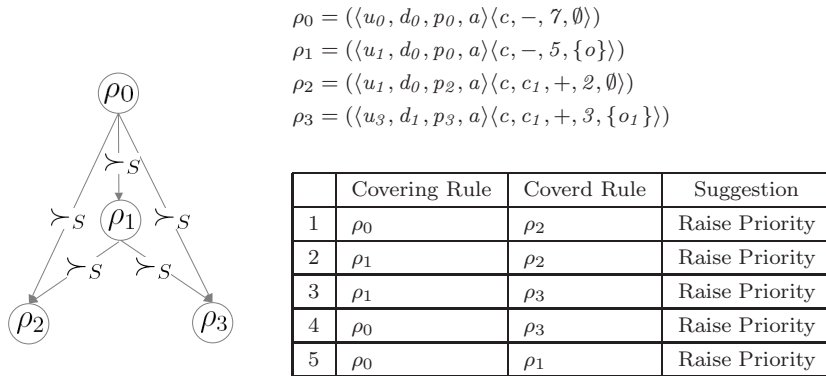 ρ0 = (⟨u0, d0, p0, a⟩⟨c, −, 7, ∅⟩)
ρ1 = (⟨u1, d0, p0, a⟩⟨c, −, 5, {o}⟩)
ρ2 = (⟨u1, d0, p2, a⟩⟨c, c1, +, 2, ∅⟩)
ρ3 = (⟨u3, d1, p3, a⟩⟨c, c1, +, 3, {o1}⟩)
ρ0
≻S
≻S ρ1 ≻S
≻S ≻S
ρ2 ρ3
Covering Rule Coverd Rule Suggestion
1 ρ0 ρ2 Raise Priority
2 ρ1 ρ2 Raise Priority
3 ρ1 ρ3 Raise Priority
4 ρ0 ρ3 Raise Priority
5 ρ0 ρ1 Raise Priority